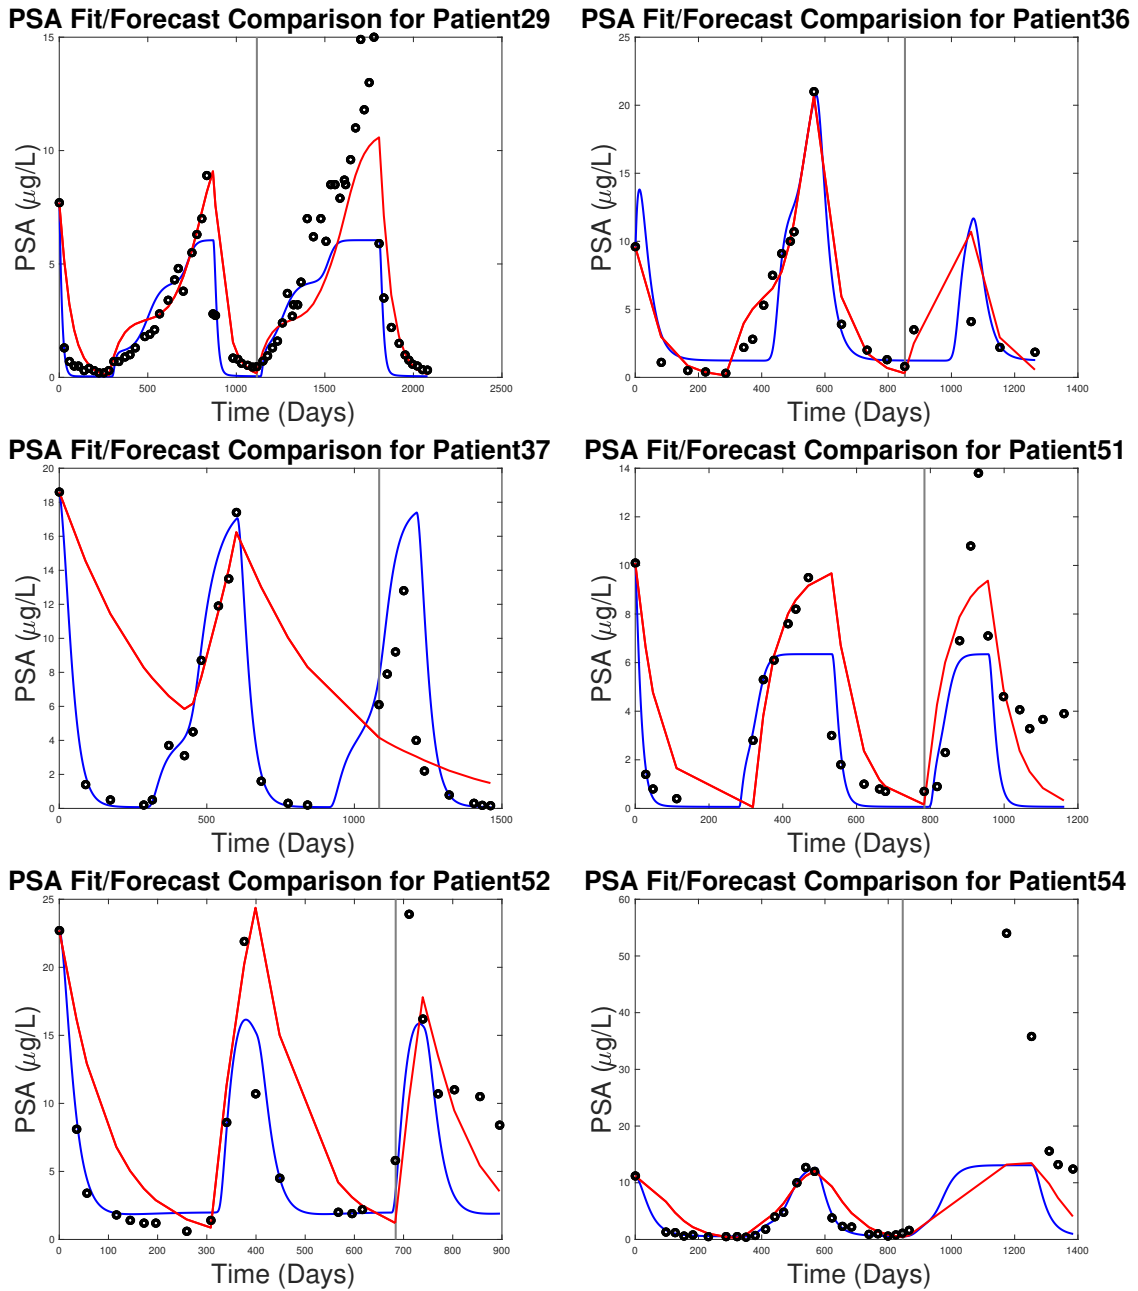 PSA Fit/Forecast Comparison for Patient29
15
10
5
0
0 500 1000 1500 2000 2500
PSA (μg/L)
Time (Days)
PSA Fit/Forecast Comparision for Patient36
25
20
15
10
5
0
0 200 400 600 800 1000 1200 1400
PSA (μg/L)
Time (Days)
PSA Fit/Forecast Comparison for Patient37
20
18
16
14
12
10
8
6
4
2
0
0 500 1000 1500
PSA (μg/L)
Time (Days)
PSA Fit/Forecast Comparison for Patient51
14
12
10
8
6
4
2
0
0 200 400 600 800 1000 1200
PSA (μg/L)
Time (Days)
PSA Fit/Forecast Comparison for Patient52
25
20
15
10
5
0
0 100 200 300 400 500 600 700 800 900
PSA (μg/L)
Time (Days)
PSA Fit/Forecast Comparison for Patient54
60
50
40
30
20
10
0
0 200 400 600 800 1000 1200 1400
PSA (μg/L)
Time (Days)